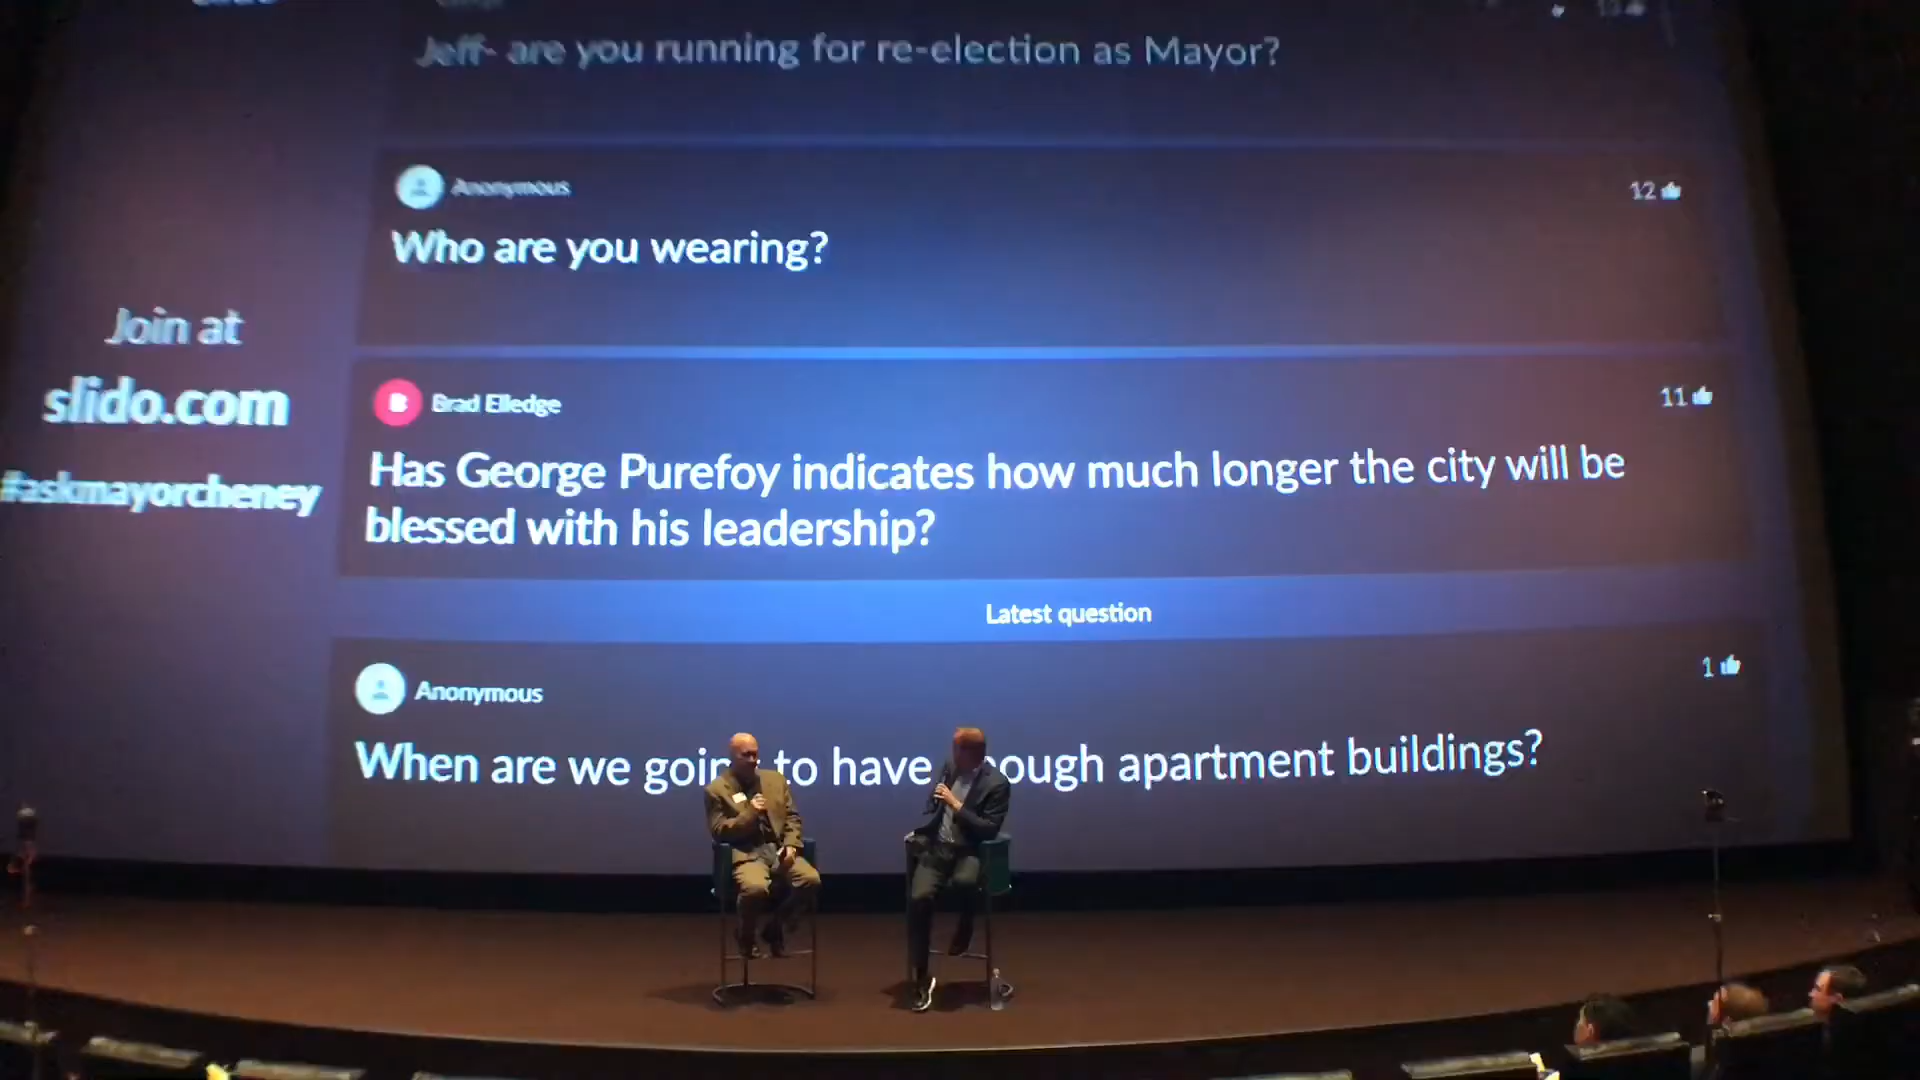 Jeff- are you running for re-election as Mayor?
Anonymous
12
Who are you wearing?
Join at
slido.com
#askmayorcheney
Brad Elledge
11
Has George Purefoy indicates how much longer the city will be
blessed with his leadership?
Latest question
Anonymous
1
When are we going to have enough apartment buildings?